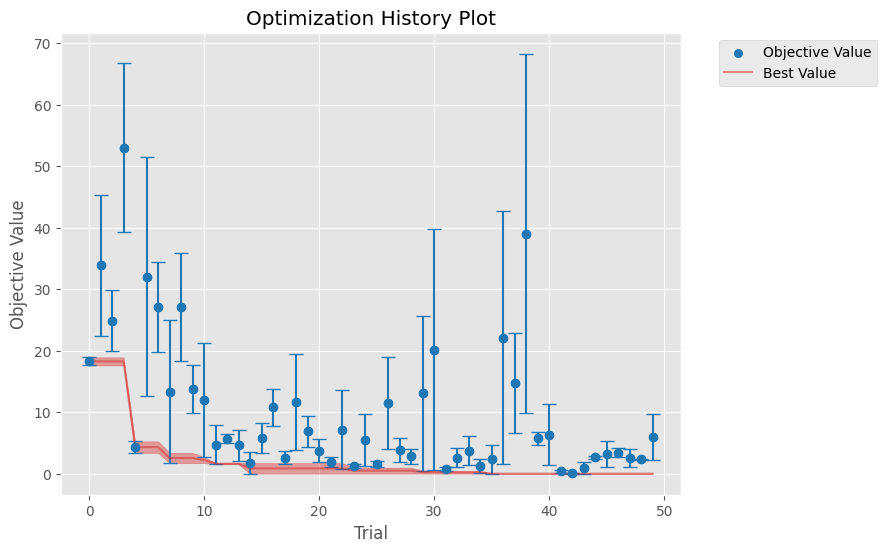 Optimization History Plot
Objective Value
Best Value
Objective Value
70
60
50
40
30
20
10
0
0 10 20 30 40 50
Trial